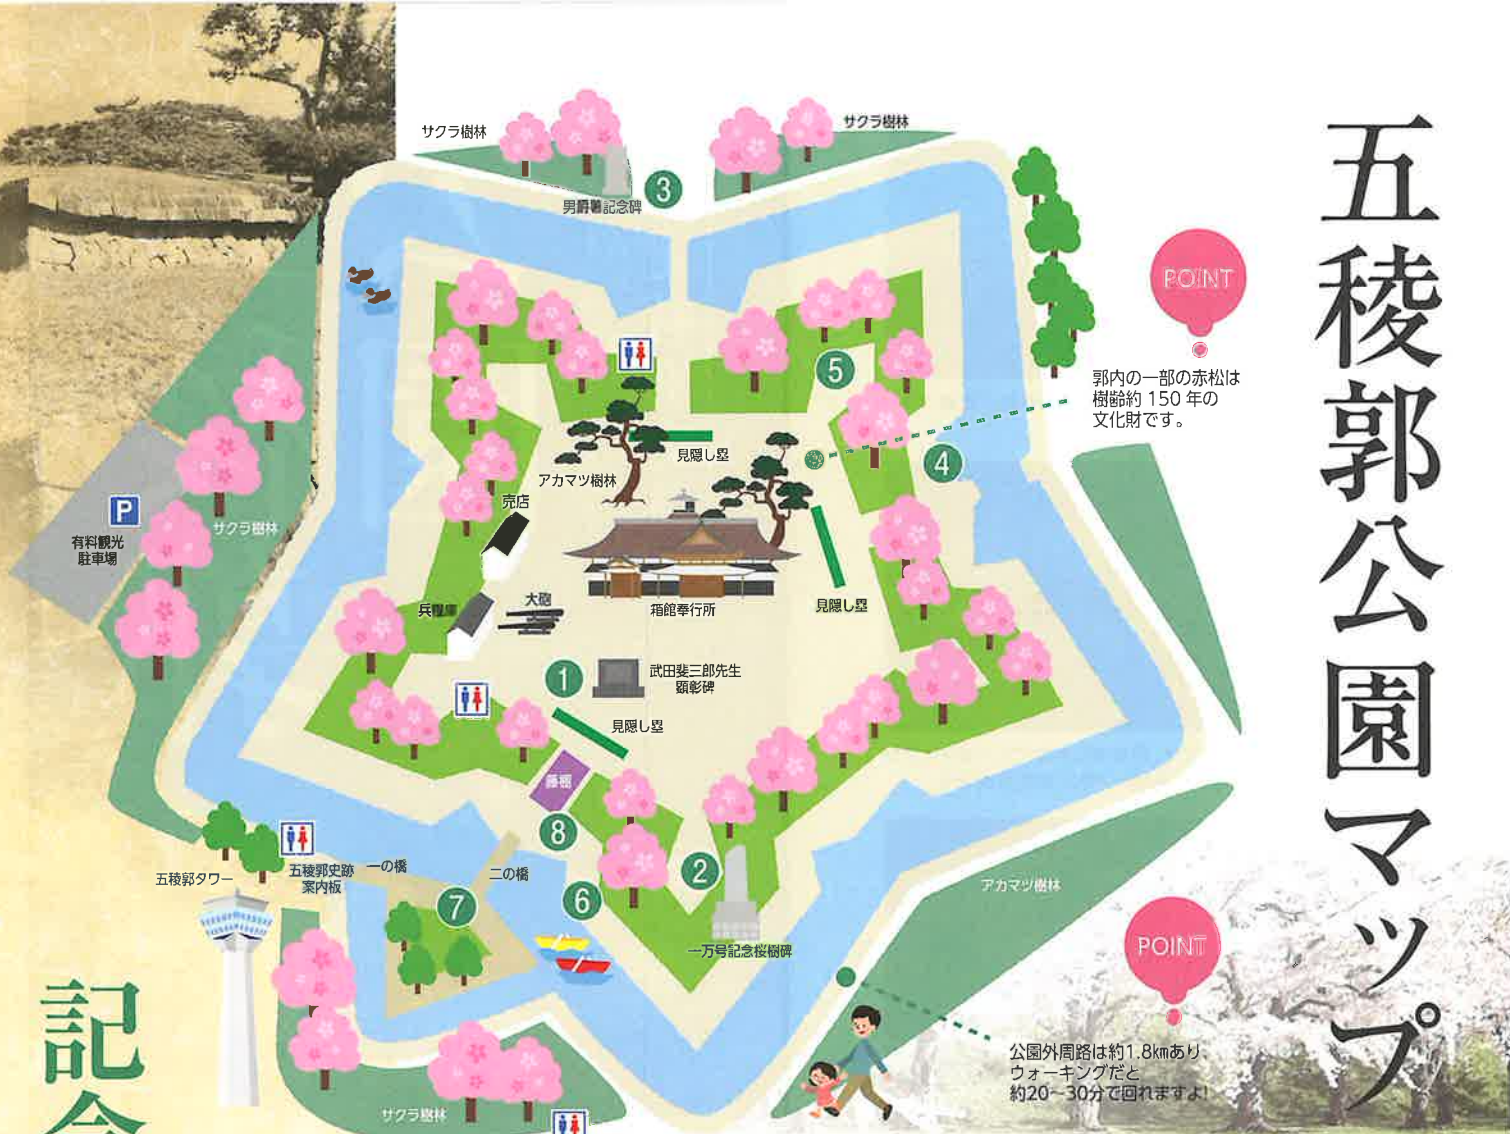 五稜郭公園マップ
サクラ樹林
サクラ樹林
男爵薯記念碑
3
POINT
郭内の一部の赤松は
樹齢約 150 年の
文化財です。
5
見隠し塁
4
アカマツ樹林
売店
P
有料観光
駐車場
サクラ樹林
兵糧庫
大砲
箱館奉行所
見隠し塁
1
武田斐三郎先生
顕彰碑
見隠し塁
藤棚
8
2
五稜郭タワー
五稜郭史跡
案内板
一の橋
二の橋
7
6
アカマツ樹林
一万号記念桜樹碑
POINT
公園外周路は約1.8kmあり、
ウォーキングだと
約20〜30分で回れますよ!
サクラ樹林
記念